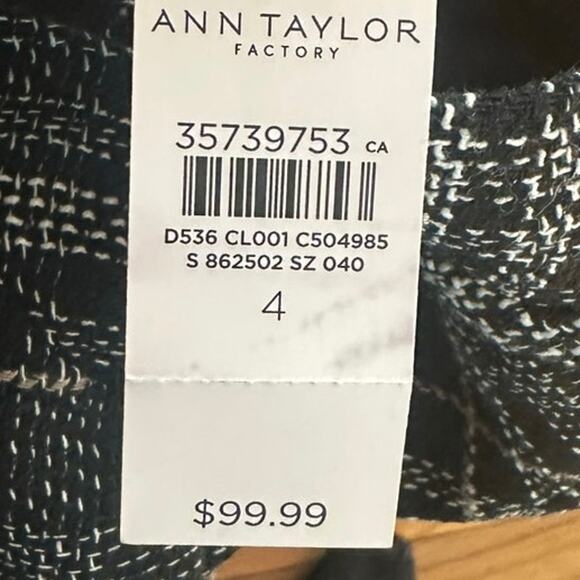 ANN TAYLOR
FACTORY
35739753 CA
D536 CL001 C504985
S 862502 SZ 040
4
$99.99